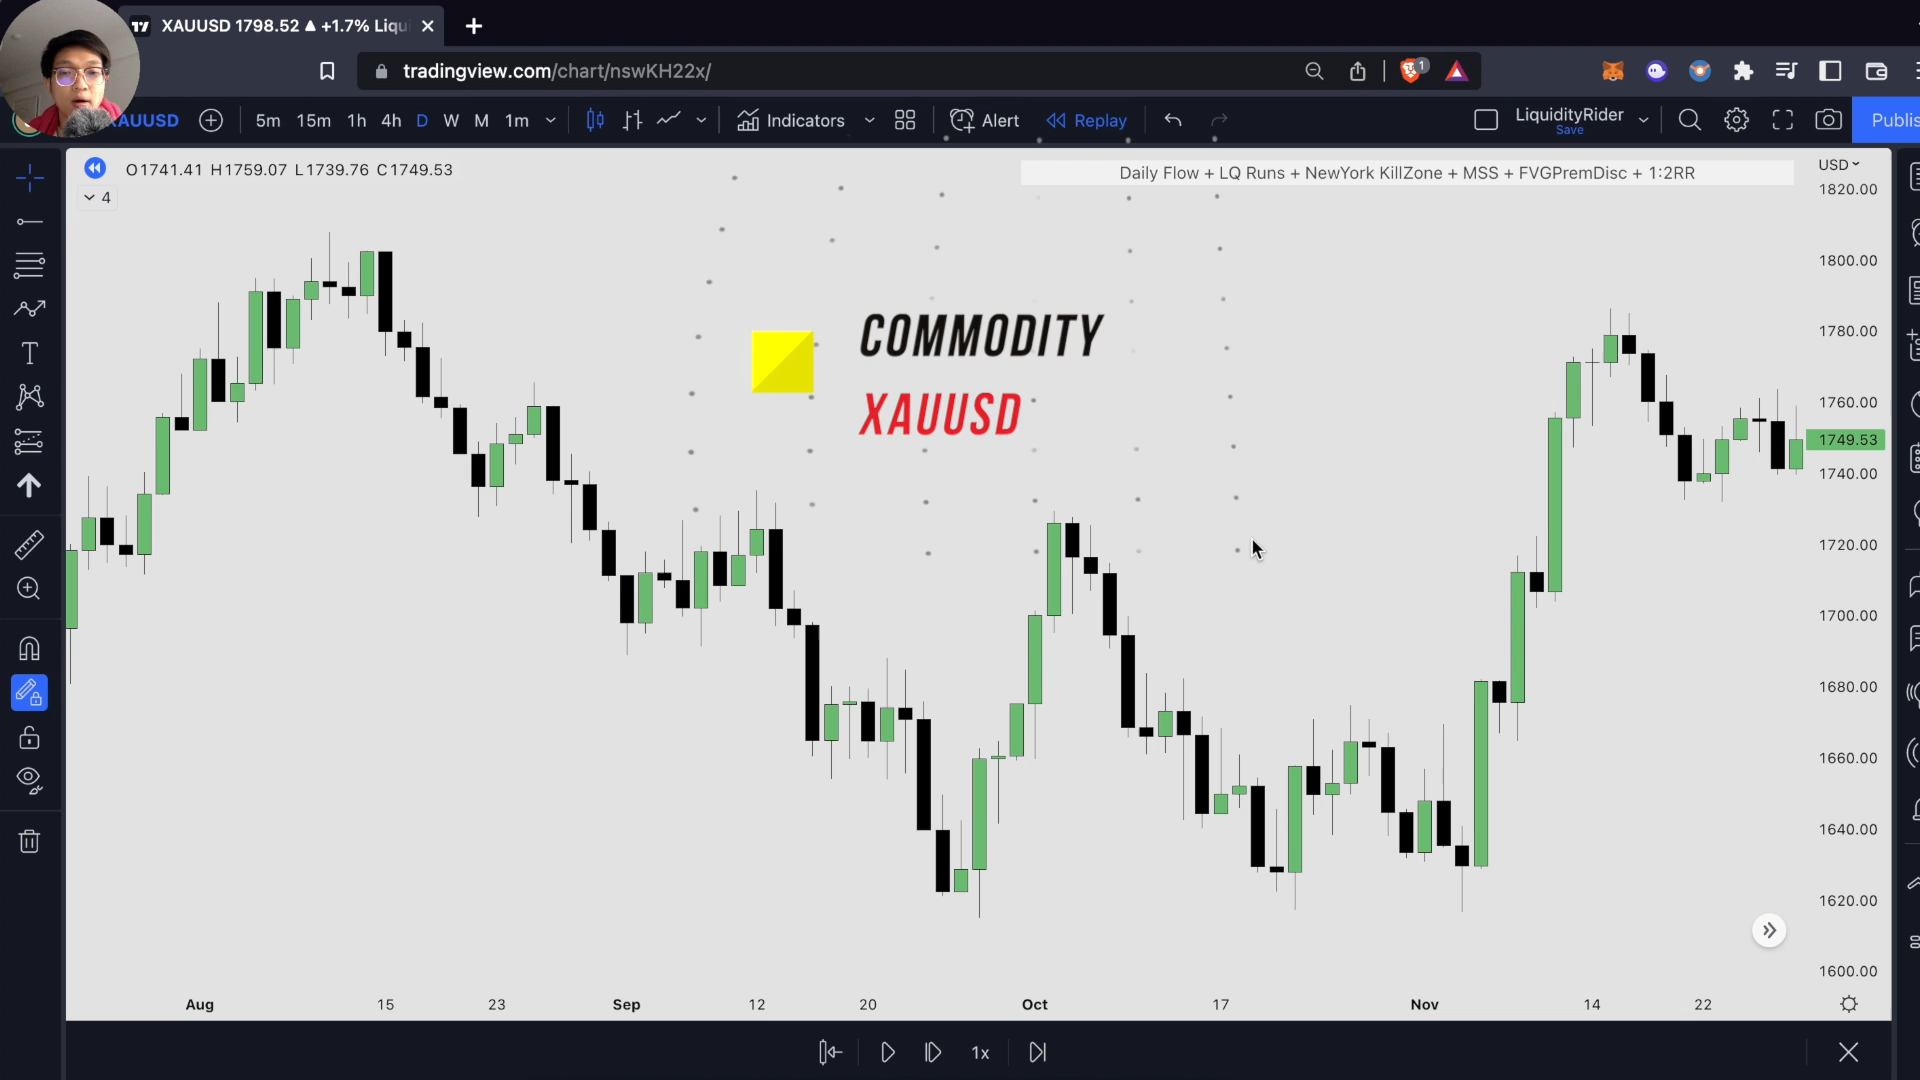 XAUUSD 1798.52 ▲ +1.7% Liqu
tradingview.com/chart/nswKH22x/
1
XAUUSD
5m 15m 1h 4h D W M 1m
Indicators
Alert
Replay
LiquidityRider
Save
Publis
O1741.41 H1759.07 L1739.76 C1749.53
4
Daily Flow + LQ Runs + NewYork KillZone + MSS + FVGPremDisc + 1:2RR
USD
COMMODITY
XAUUSD
1820.00
1800.00
1780.00
1760.00
1749.53
1740.00
1720.00
1700.00
1680.00
1660.00
1640.00
1620.00
1600.00
Aug 15 23 Sep 12 20 Oct 17 Nov 14 22
1x